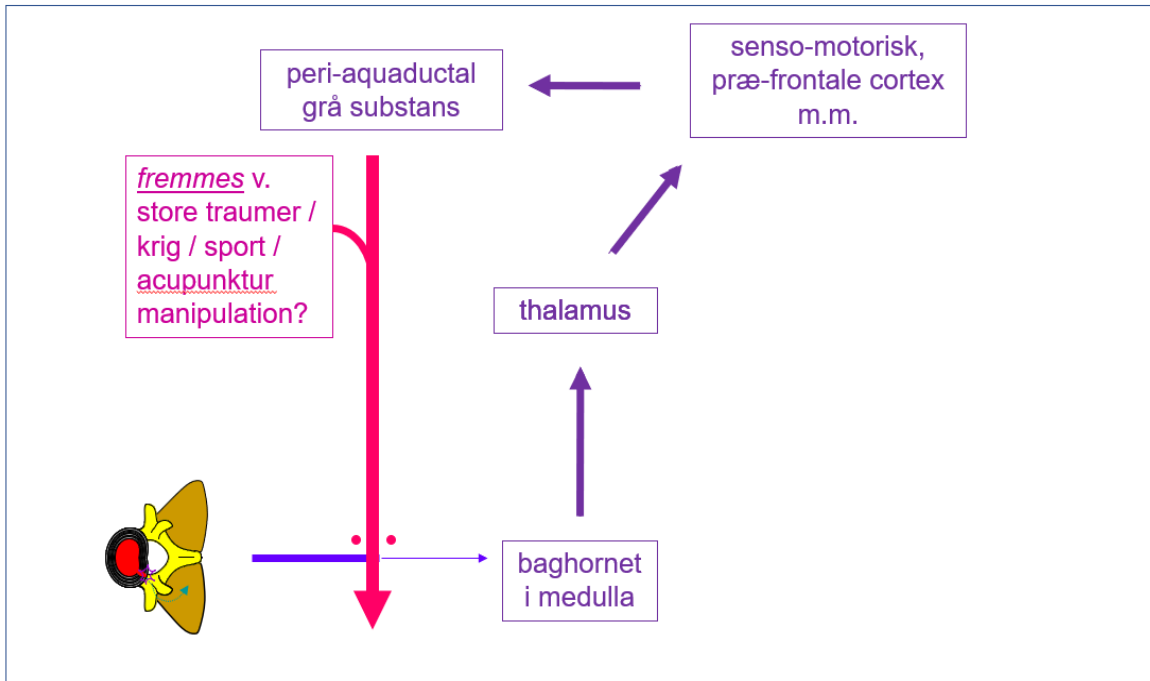 peri-aquaductal
grå substans
senso-motorisk,
præ-frontale cortex
m.m.
fremmes v.
store traumer /
krig / sport /
acupunktur
manipulation?
thalamus
baghornet
i medulla